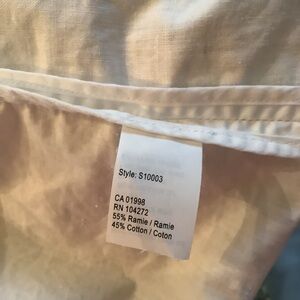 Style: S10003
CA 01998
RN 104272
55% Ramie / Ramie
45% Cotton / Coton